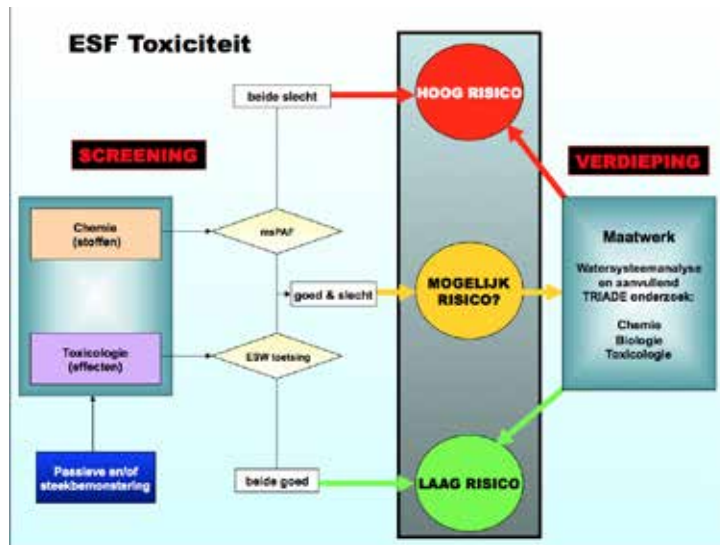 ESF Toxiciteit
beide slecht
HOOG RISICO
SCREENING
VERDIEPING
Chemie
(stoffen)
msPAF
Maatwerk
Watersysteemanalyse
en aanvullend
TRIADE onderzoek:
Chemie
Biologie
Toxicologie
goed & slecht
MOGELIJK
RISICO?
Toxicologie
(effecten)
ESW toetsing
Passieve en/of
steekbemonstering
beide goed
LAAG RISICO